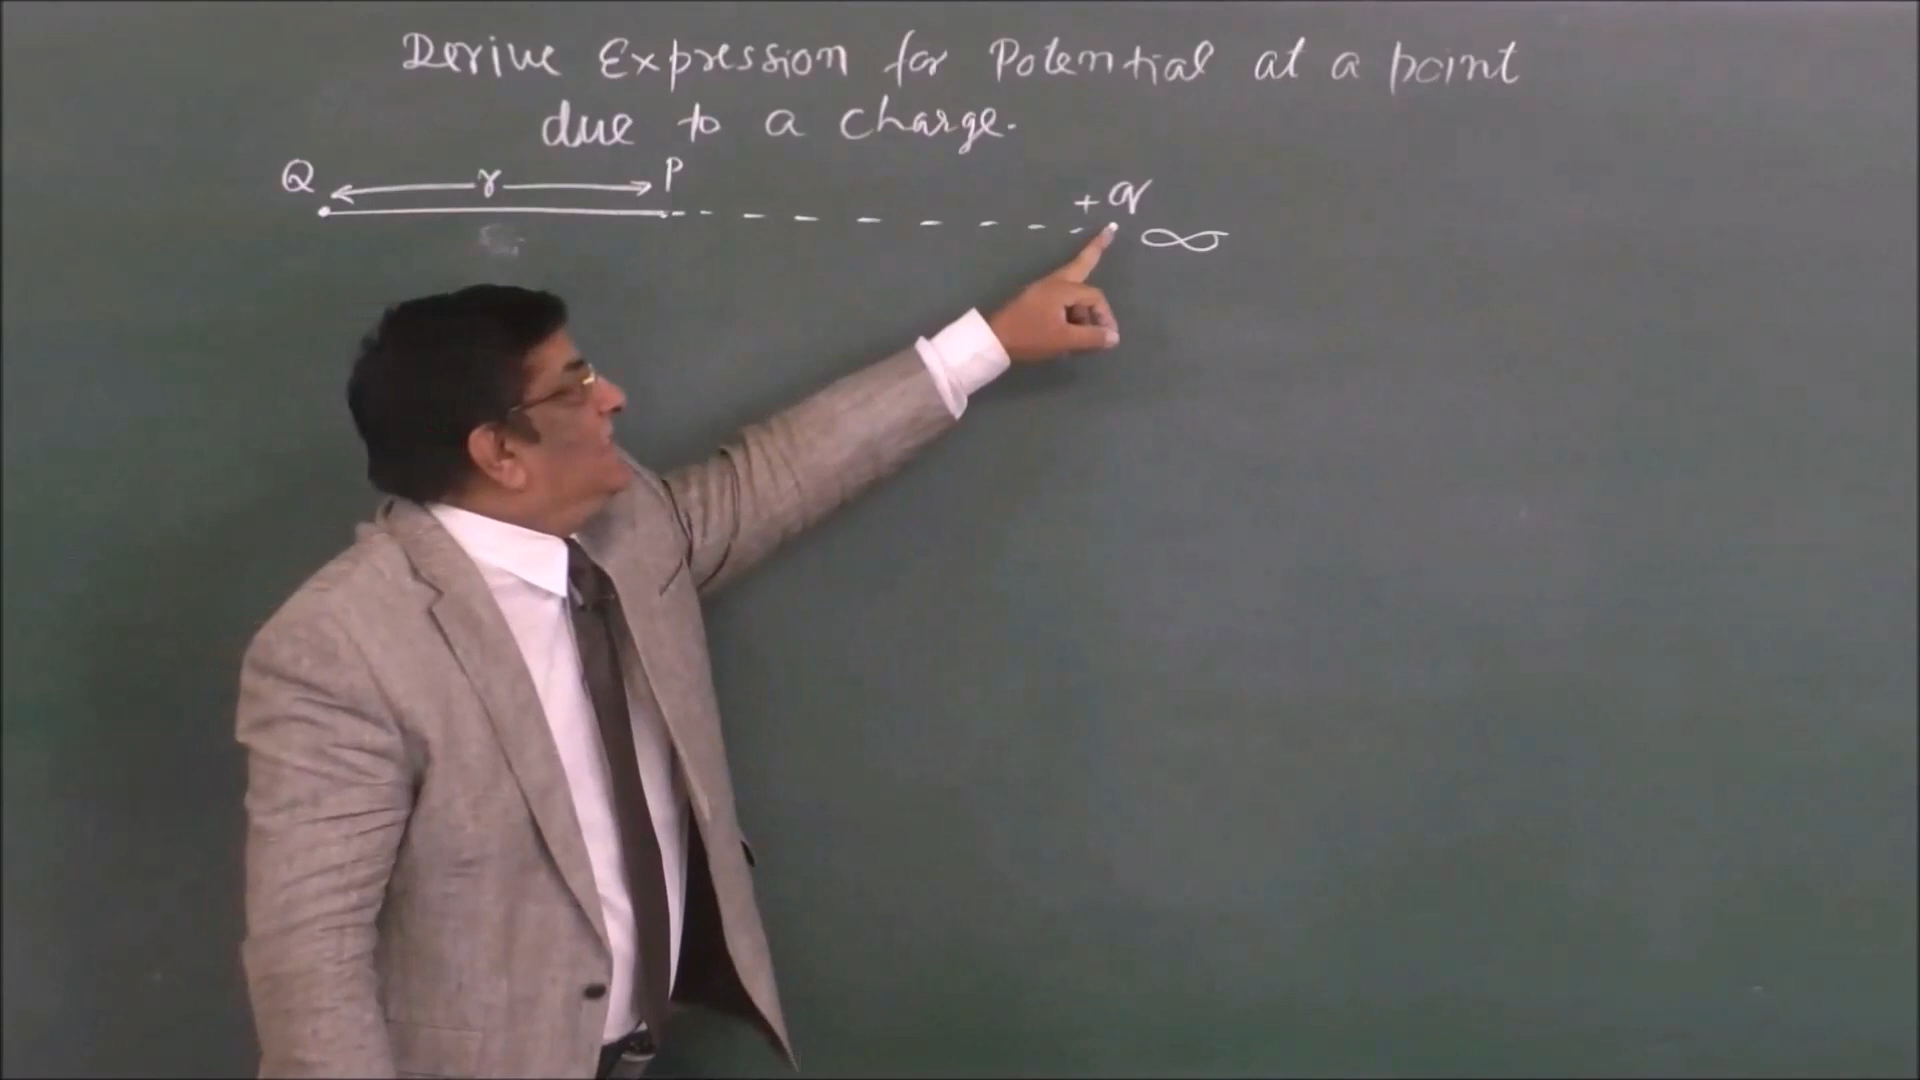 Derive Expression for Potential at a point
due to a charge.
Q r P
+ q
∞